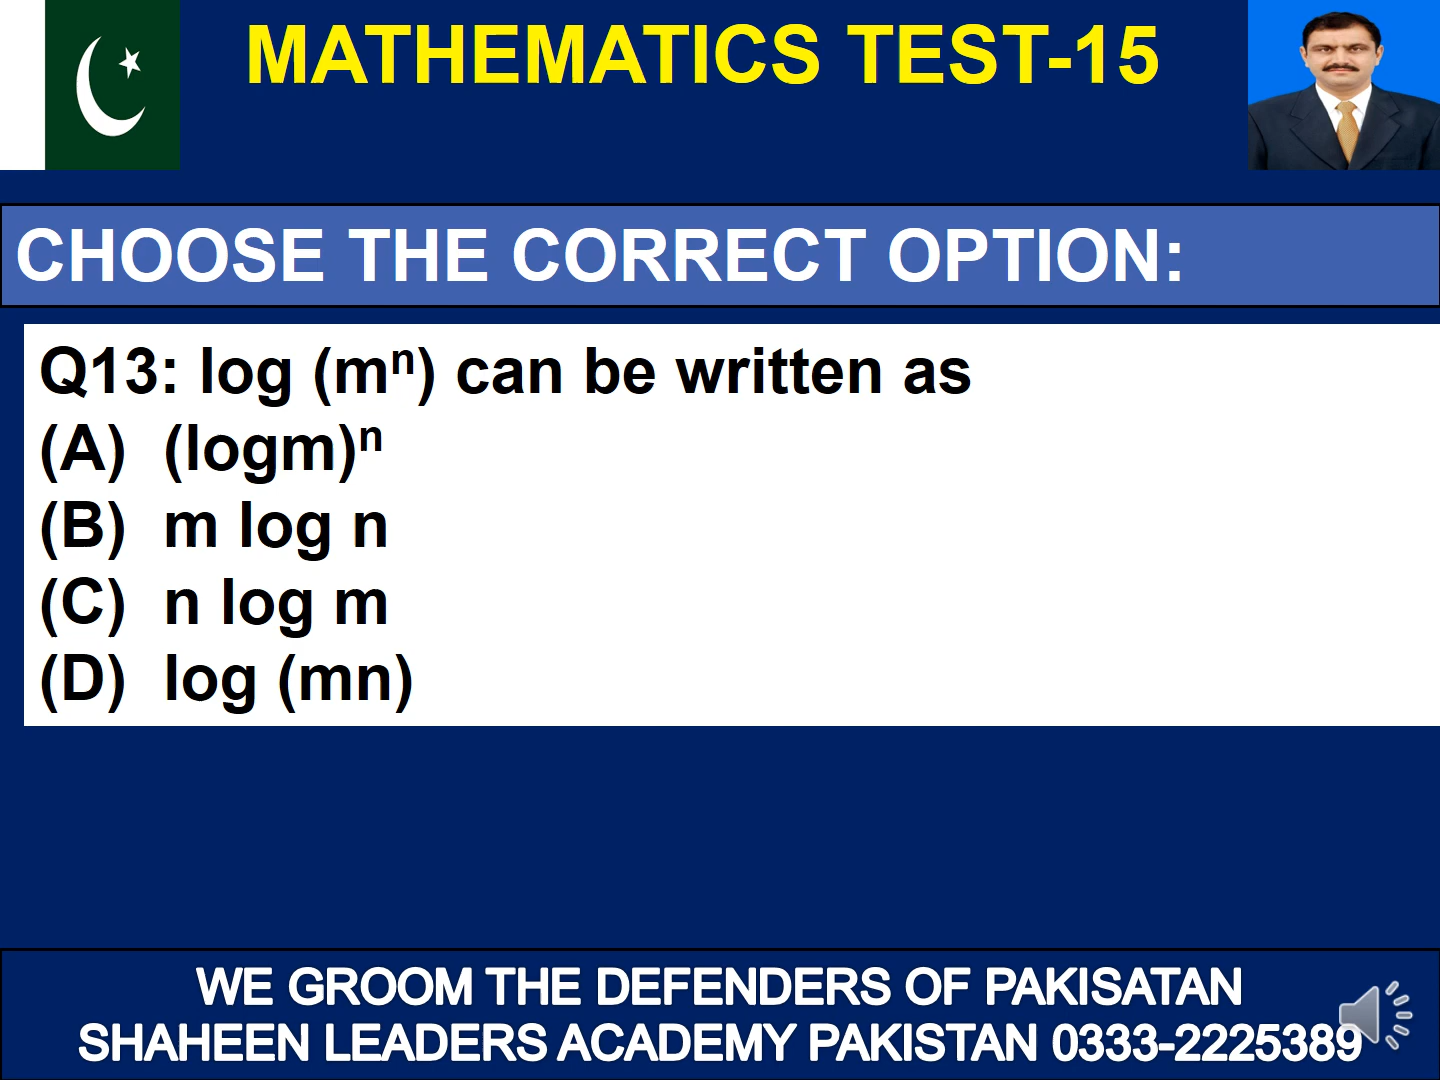 MATHEMATICS TEST-15
CHOOSE THE CORRECT OPTION:
Q13: log (mⁿ) can be written as
(A) (logm)ⁿ
(B) m log n
(C) n log m
(D) log (mn)
WE GROOM THE DEFENDERS OF PAKISATAN
SHAHEEN LEADERS ACADEMY PAKISTAN 0333-2225389